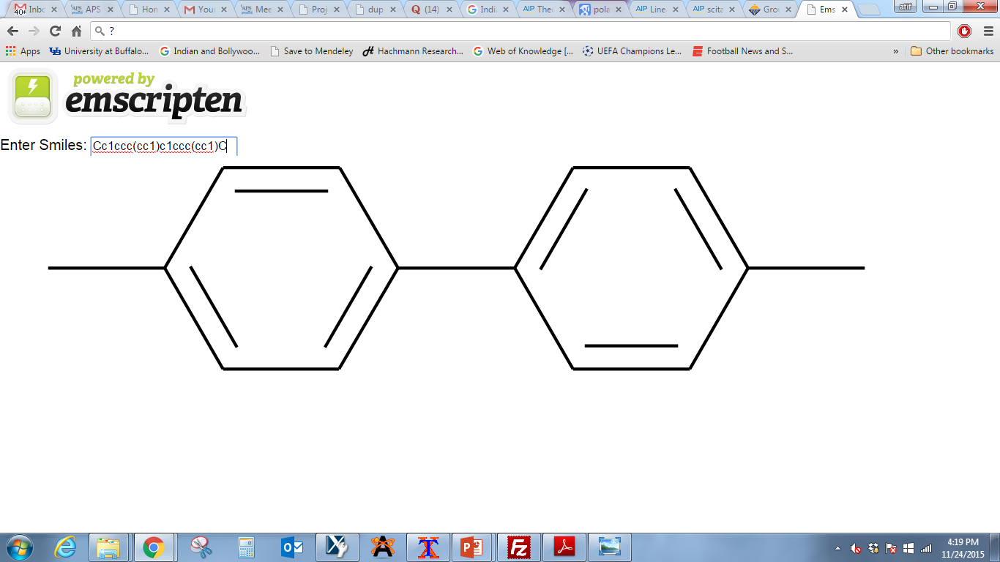 40+ Inbc APS Hon Your Mee Proj dup Q (14) Indi AIP The pola AIP Line AIP scita Grou Ems atif
?
Apps University at Buffalo... Indian and Bollywoo... Save to Mendeley Hachmann Research... Web of Knowledge [... UEFA Champions Le... Football News and S... » Other bookmarks
powered by
emscripten
Enter Smiles: Cc1ccc(cc1)c1ccc(cc1)C
4:19 PM
11/24/2015